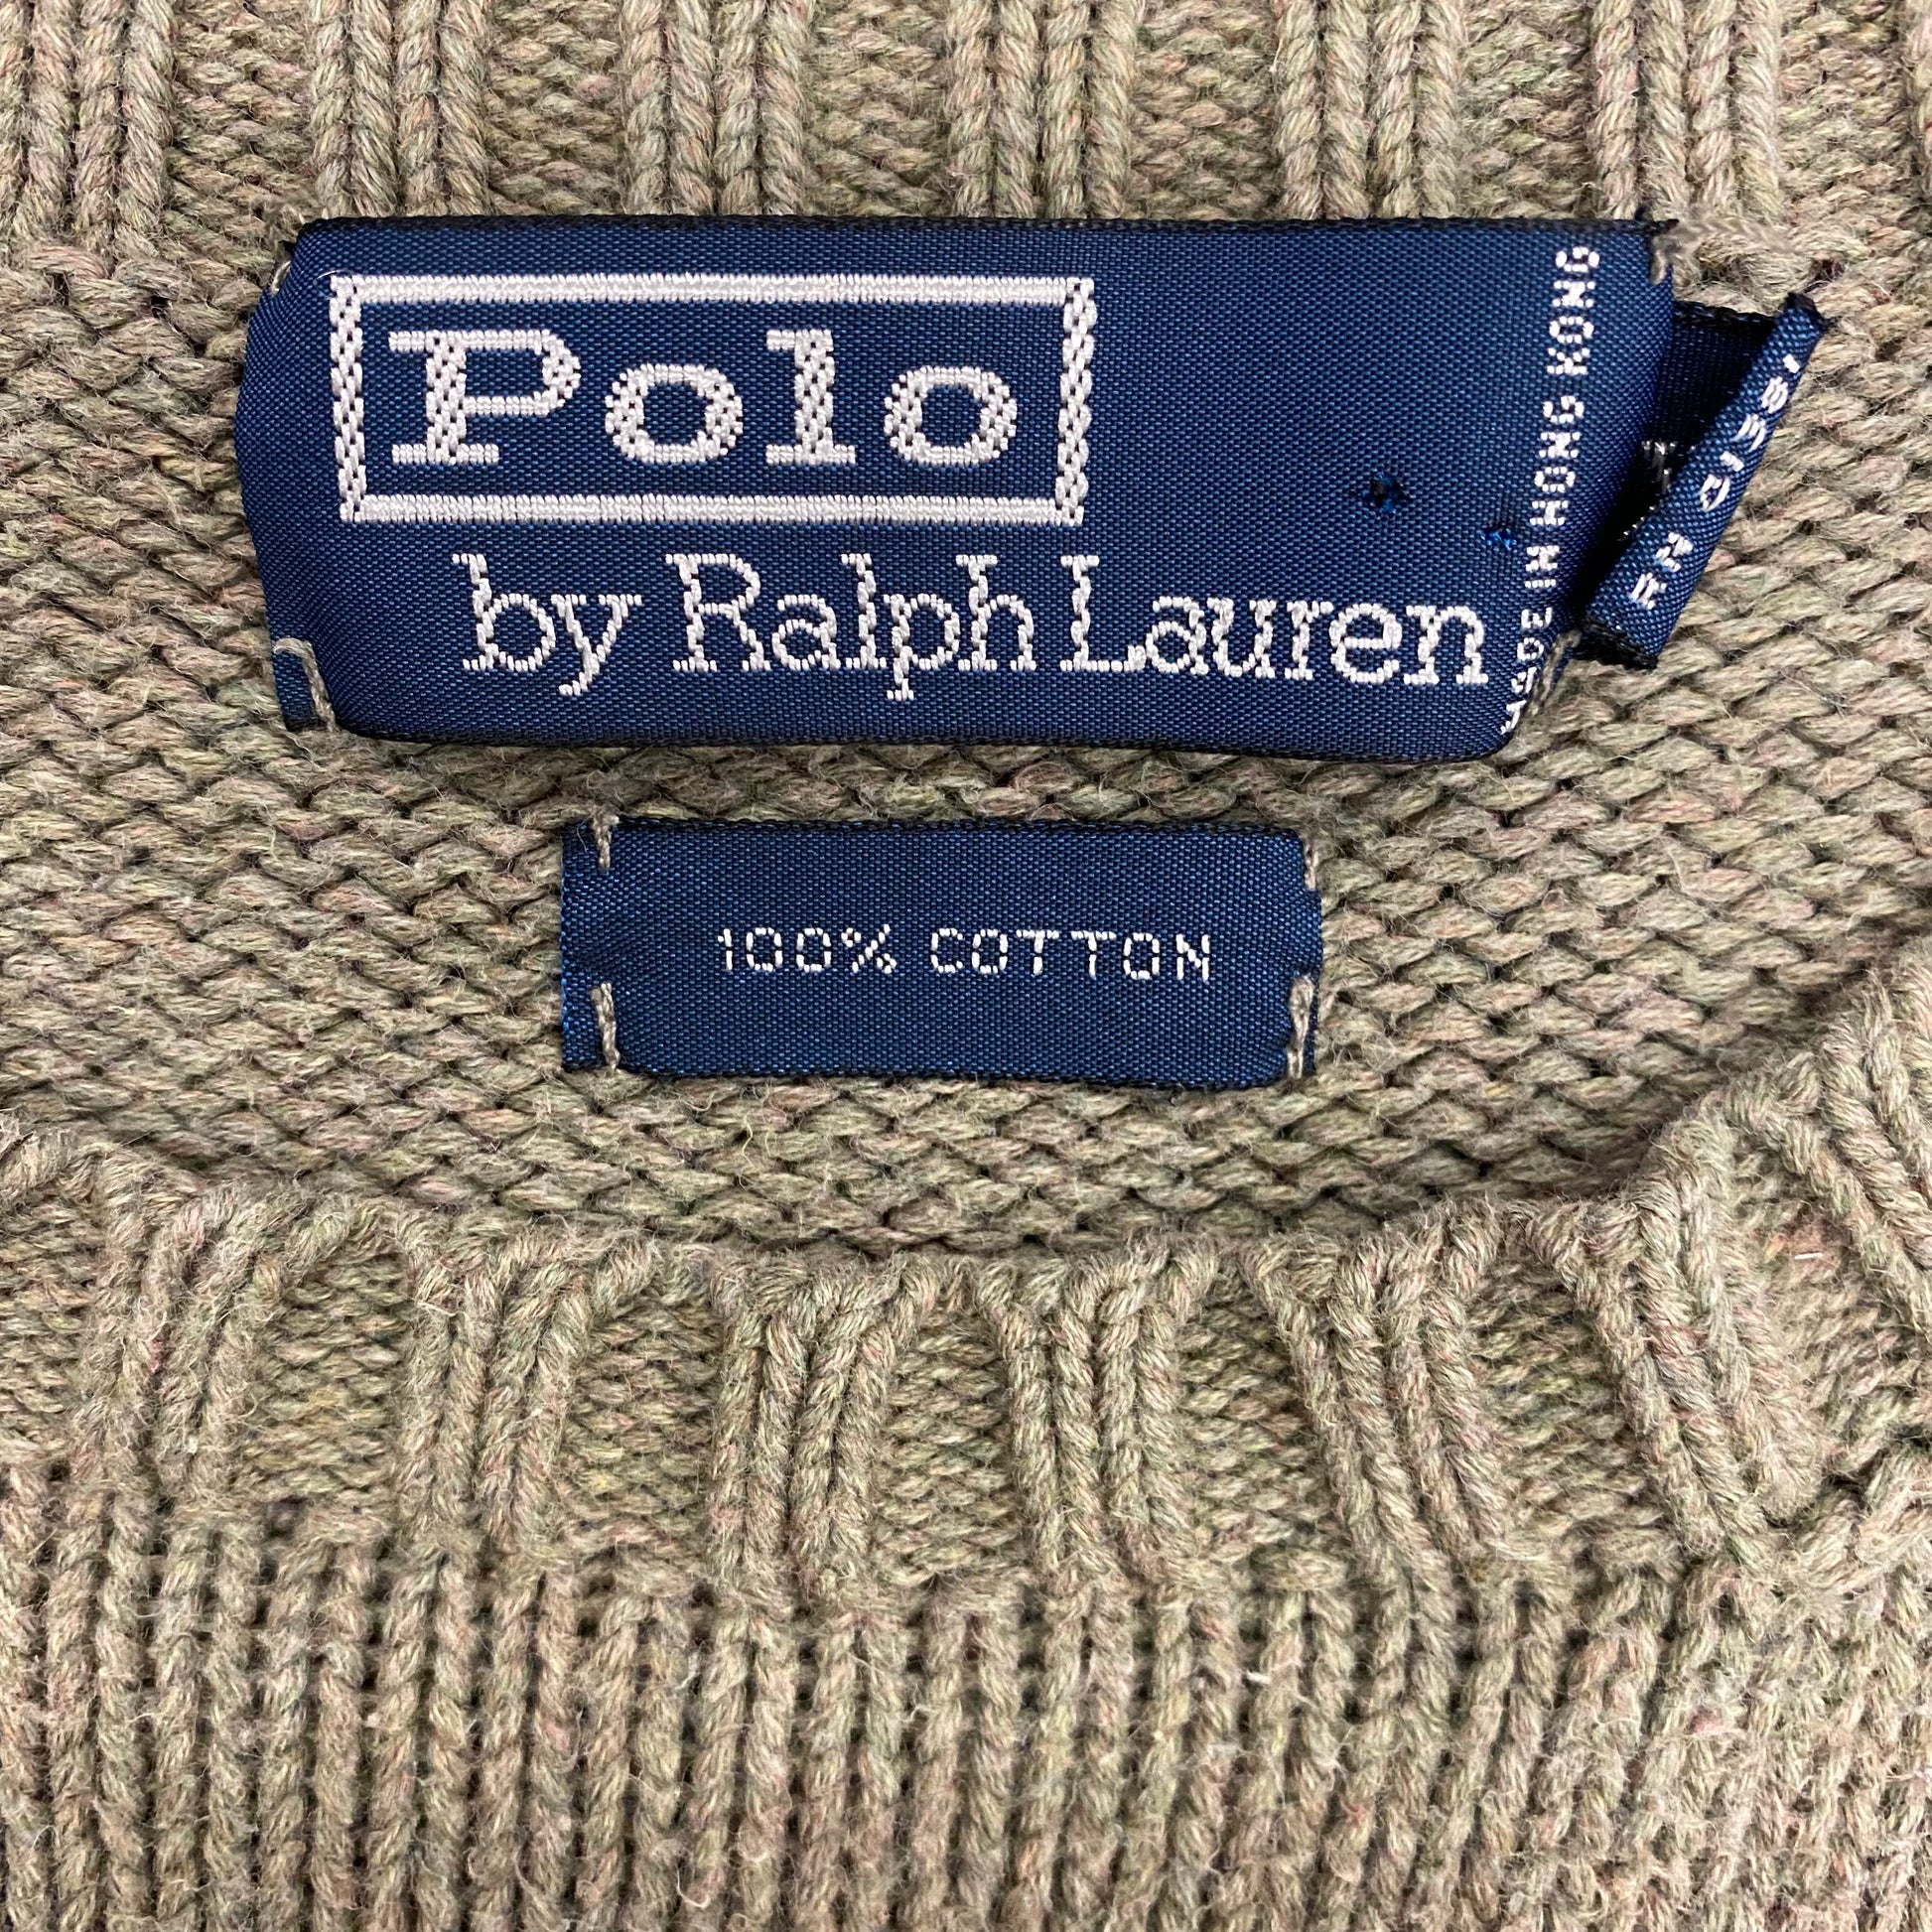 Polo
by Ralph Lauren
MADE IN HONG KONG
RN 41381
100% COTTON